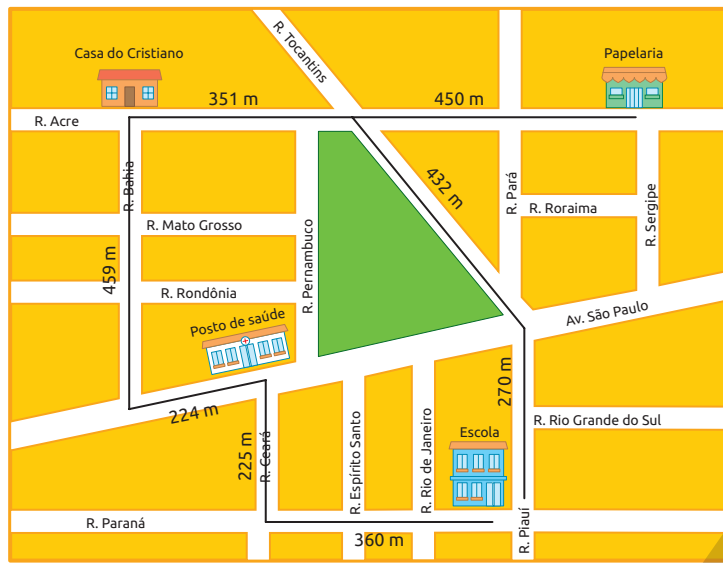 R. Tocantins
Casa do Cristiano
Papelaria
351 m
450 m
R. Acre
R. Bahia
432 m
R. Pará
R. Roraima
R. Sergipe
R. Mato Grosso
R. Pernambuco
459 m
R. Rondônia
Posto de saúde
Av. São Paulo
270 m
224 m
R. Rio Grande do Sul
225 m
R. Ceará
R. Espírito Santo
R. Rio de Janeiro
Escola
R. Paraná
360 m
R. Piauí